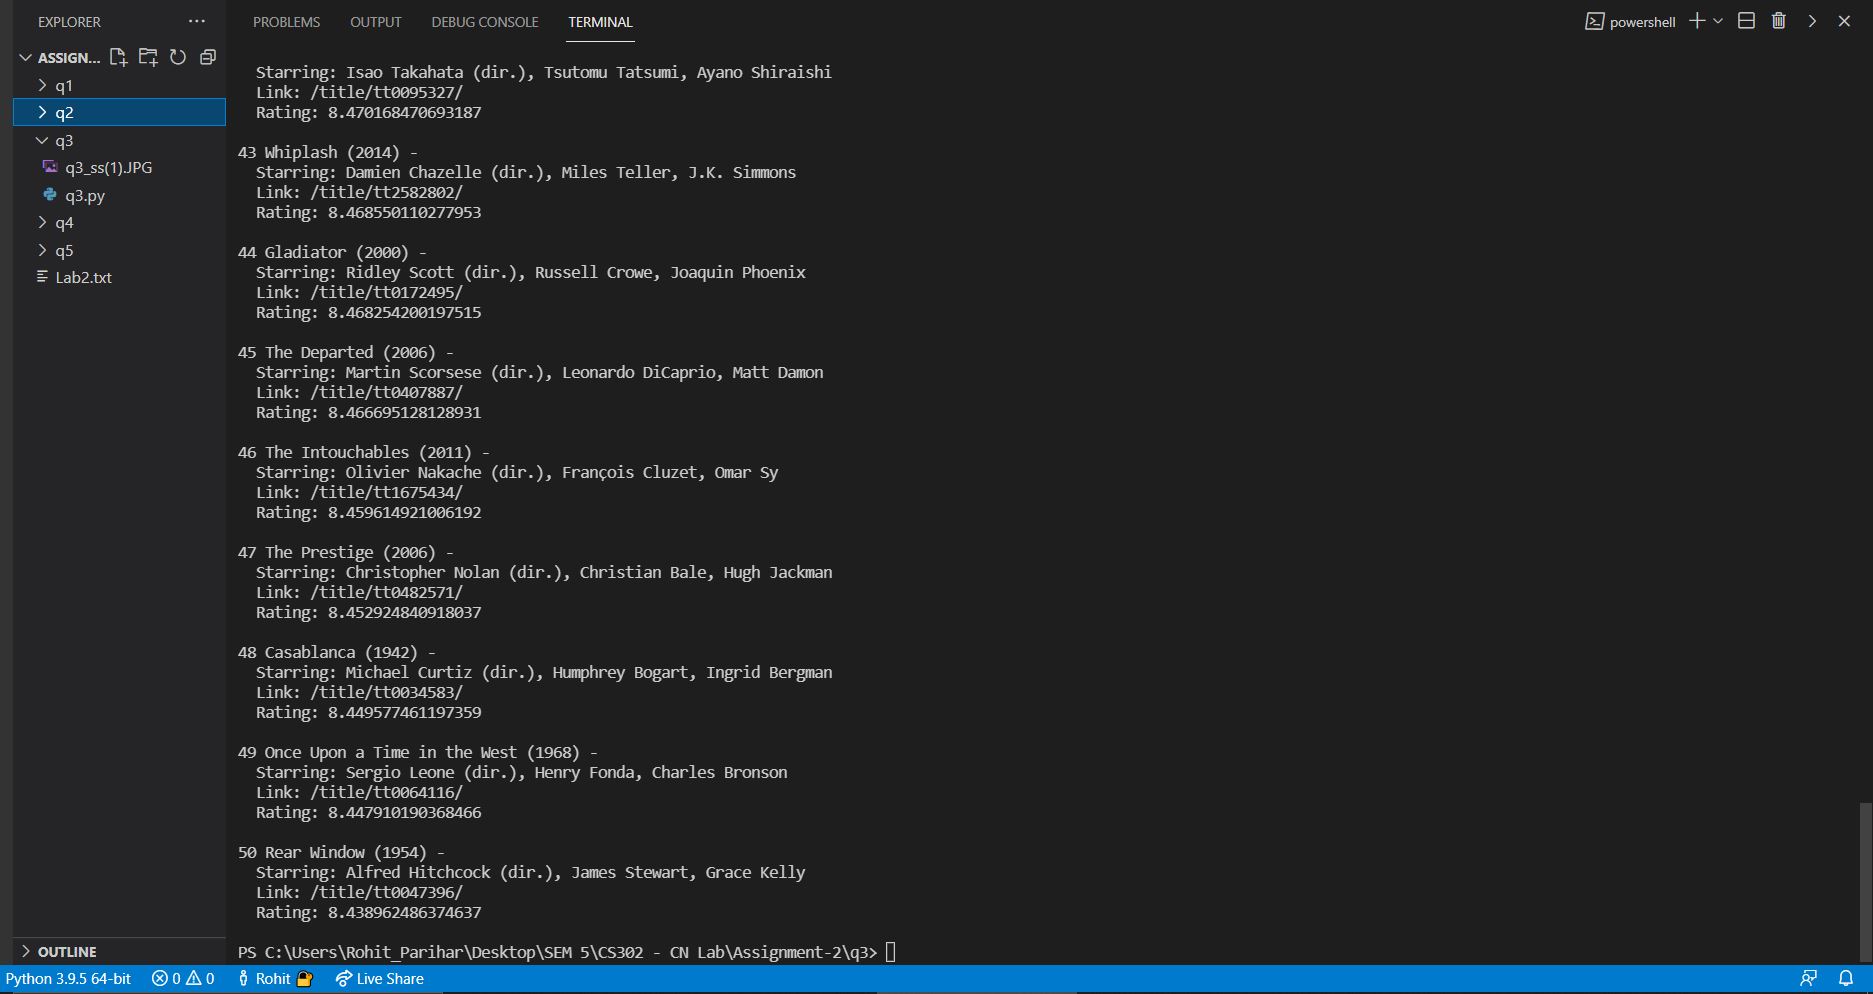 EXPLORER
ASSIGN...
q1
q2
q3
q3_ss(1).JPG
q3.py
q4
q5
Lab2.txt
OUTLINE
PROBLEMS OUTPUT DEBUG CONSOLE TERMINAL
powershell
Starring: Isao Takahata (dir.), Tsutomu Tatsumi, Ayano Shiraishi
Link: /title/tt0095327/
Rating: 8.470168470693187
43 Whiplash (2014) -
Starring: Damien Chazelle (dir.), Miles Teller, J.K. Simmons
Link: /title/tt2582802/
Rating: 8.468550110277953
44 Gladiator (2000) -
Starring: Ridley Scott (dir.), Russell Crowe, Joaquin Phoenix
Link: /title/tt0172495/
Rating: 8.468254200197515
45 The Departed (2006) -
Starring: Martin Scorsese (dir.), Leonardo DiCaprio, Matt Damon
Link: /title/tt0407887/
Rating: 8.466695128128931
46 The Intouchables (2011) -
Starring: Olivier Nakache (dir.), François Cluzet, Omar Sy
Link: /title/tt1675434/
Rating: 8.459614921006192
47 The Prestige (2006) -
Starring: Christopher Nolan (dir.), Christian Bale, Hugh Jackman
Link: /title/tt0482571/
Rating: 8.452924840918037
48 Casablanca (1942) -
Starring: Michael Curtiz (dir.), Humphrey Bogart, Ingrid Bergman
Link: /title/tt0034583/
Rating: 8.449577461197359
49 Once Upon a Time in the West (1968) -
Starring: Sergio Leone (dir.), Henry Fonda, Charles Bronson
Link: /title/tt0064116/
Rating: 8.447910190368466
50 Rear Window (1954) -
Starring: Alfred Hitchcock (dir.), James Stewart, Grace Kelly
Link: /title/tt0047396/
Rating: 8.438962486374637
PS C:\Users\Rohit_Parihar\Desktop\SEM 5\CS302 - CN Lab\Assignment-2\q3>
Python 3.9.5 64-bit 0 0 Rohit Live Share